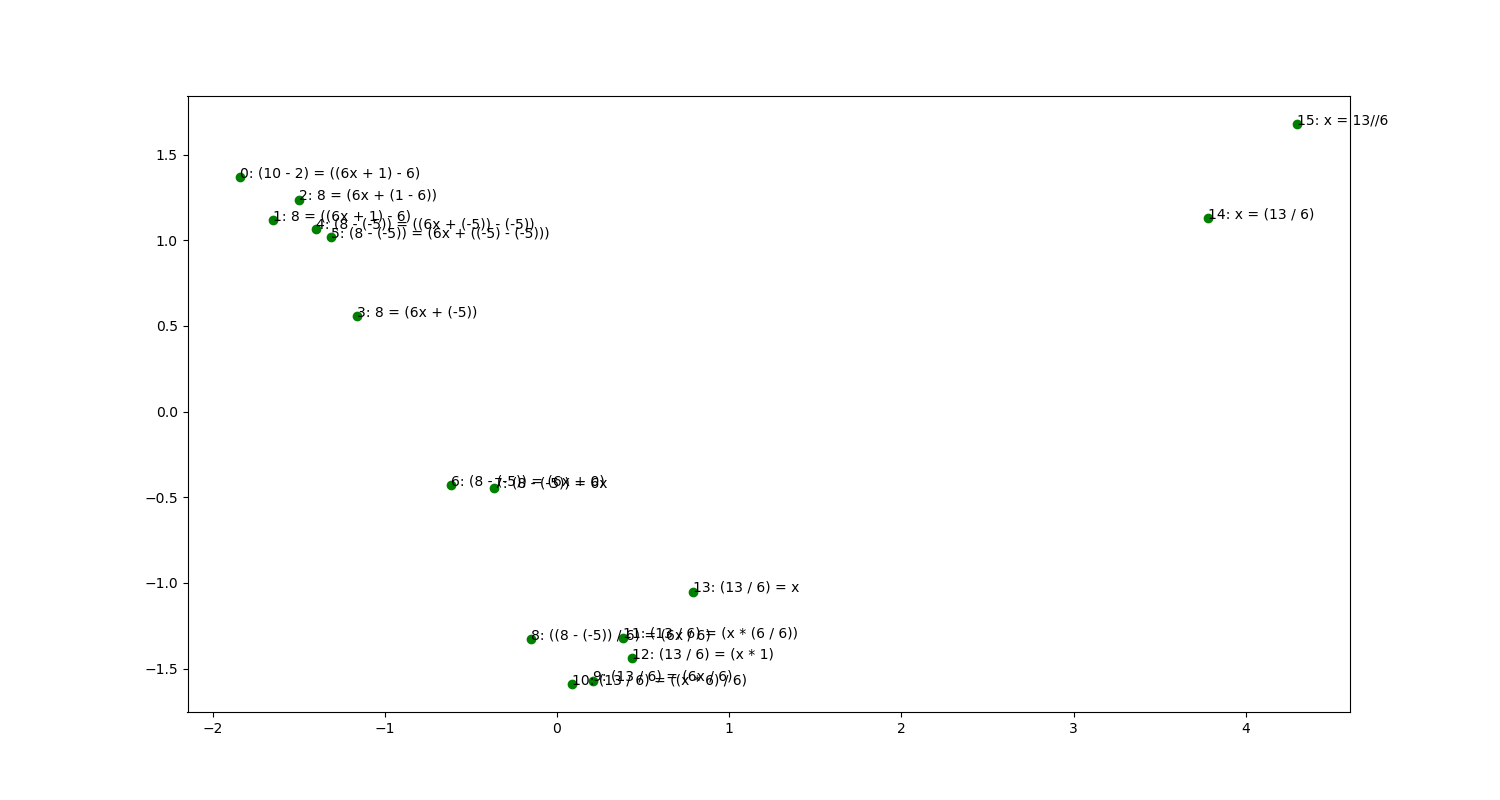 15: x = 13//6
1.5
0: (10 - 2) = ((6x + 1) - 6)
2: 8 = (6x + (1 - 6))
1: 8 = ((6x + 1) - 6)
14: x = (13 / 6)
4: (8 - (-5)) = ((6x + (-5)) - (-5))
5: (8 - (-5)) = (6x + ((-5) - (-5)))
1.0
0.5
3: 8 = (6x + (-5))
0.0
6: (8 - (-5)) = (6x + 0)
7: (8 - (-5)) = 6x
−0.5
−1.0
13: (13 / 6) = x
8: ((8 - (-5)) / 6) = (6x / 6)
11: (13 / 6) = (x * (6 / 6))
12: (13 / 6) = (x * 1)
−1.5
9: (13 / 6) = (6x / 6)
10: (13 / 6) = ((x * 6) / 6)
−2 −1 0 1 2 3 4